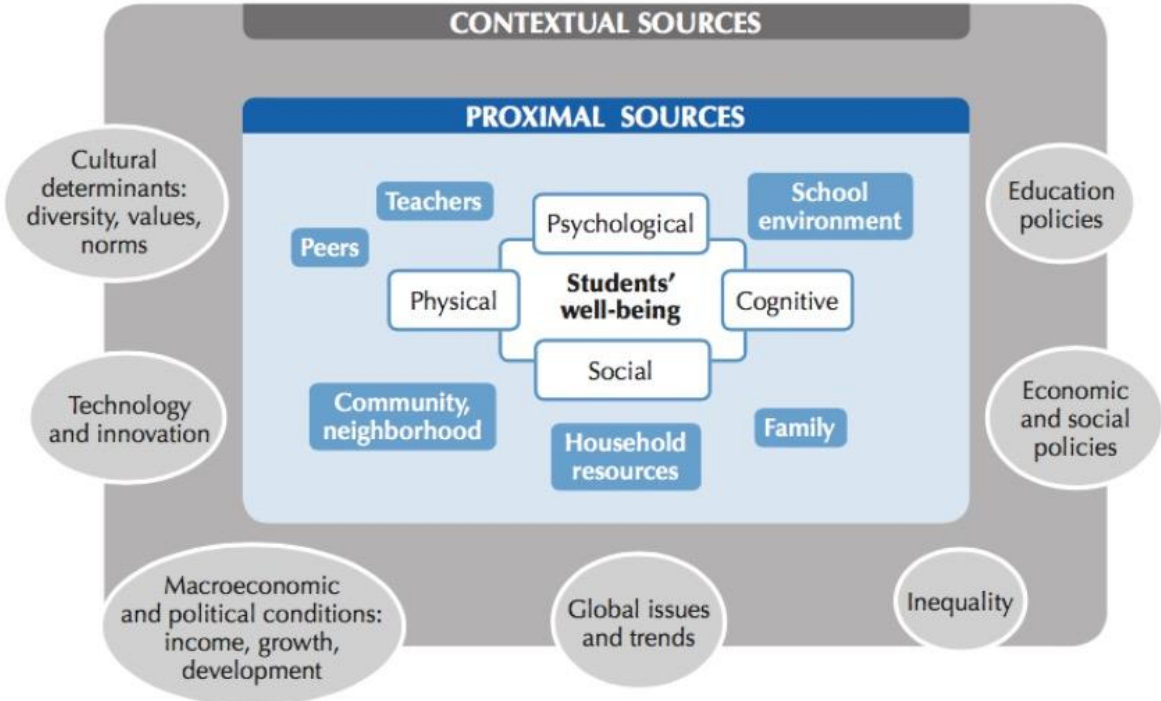 CONTEXTUAL SOURCES
PROXIMAL SOURCES
Cultural
determinants:
diversity, values,
norms
Teachers
Peers
Psychological
School
environment
Education
policies
Physical
Students’
well-being
Cognitive
Social
Technology
and innovation
Community,
neighborhood
Household
resources
Family
Economic
and social
policies
Macroeconomic
and political conditions:
income, growth,
development
Global issues
and trends
Inequality